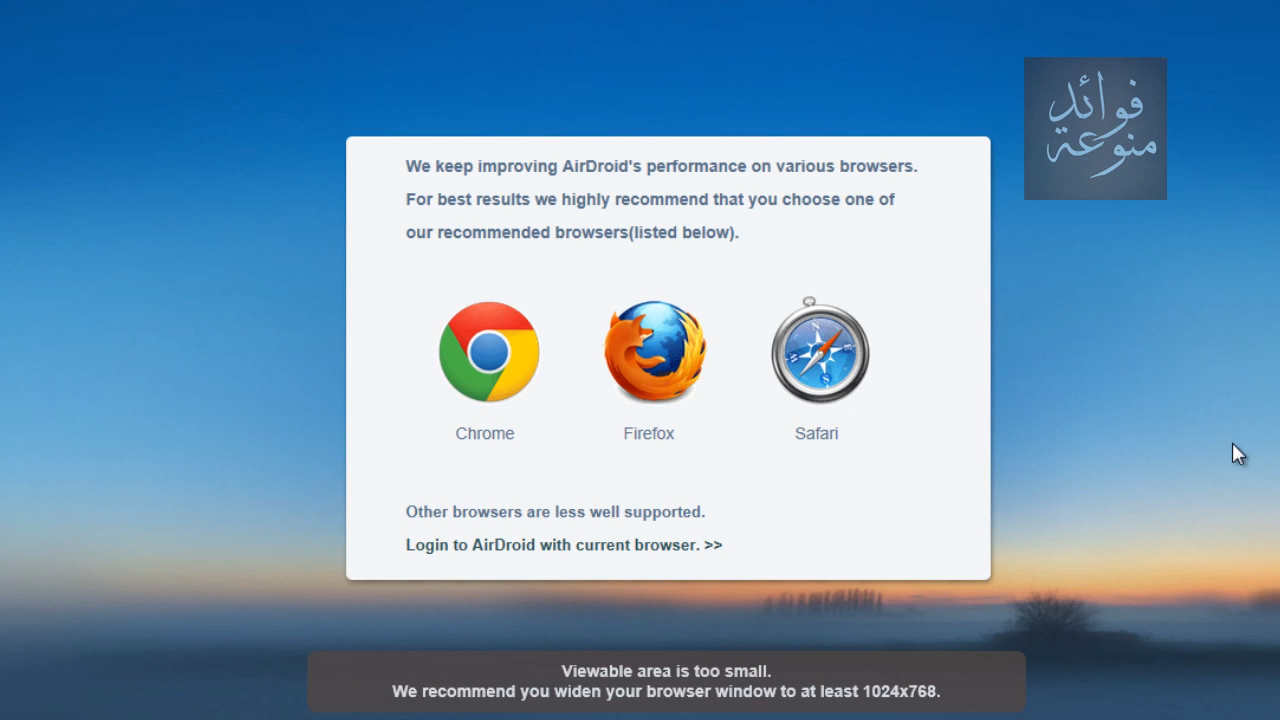 فوائد
منوعة
We keep improving AirDroid's performance on various browsers.
For best results we highly recommend that you choose one of
our recommended browsers(listed below).
Chrome
Firefox
Safari
Other browsers are less well supported.
Login to AirDroid with current browser. >>
Viewable area is too small.
We recommend you widen your browser window to at least 1024x768.